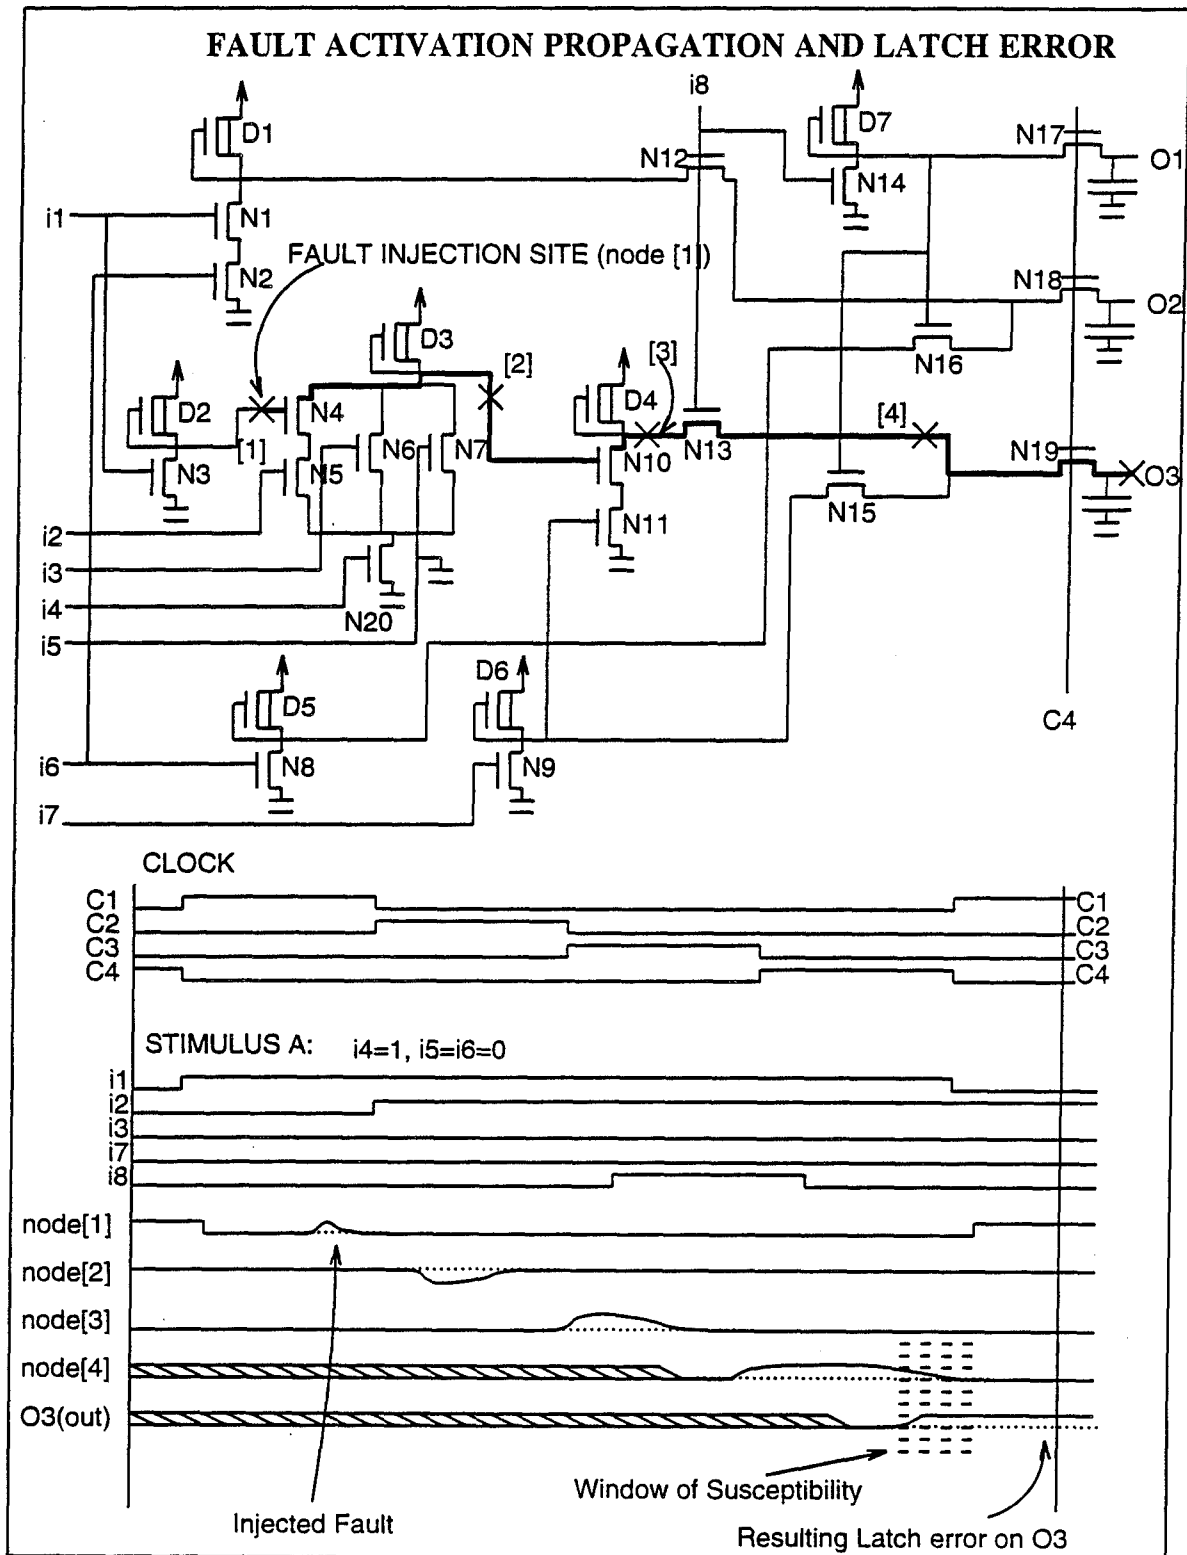 FAULT ACTIVATION PROPAGATION AND LATCH ERROR
i8
D7
D1
N17
N12
O1
N14
i1
N1
FAULT INJECTION SITE (node [1])
N2
N18
O2
D3
[2]
[3]
N16
D2
N4
D4
[4]
[1]
N6
N7
N10
N13
N19
N3
N5
O3
N15
i2
N11
i3
i4
N20
i5
D6
D5
C4
i6
N8
N9
i7
CLOCK
C1
C1
C2
C2
C3
C3
C4
C4
STIMULUS A: i4=1, i5=i6=0
i1
i2
i3
i7
i8
node[1]
node[2]
node[3]
node[4]
O3(out)
Window of Susceptibility
Injected Fault
Resulting Latch error on O3